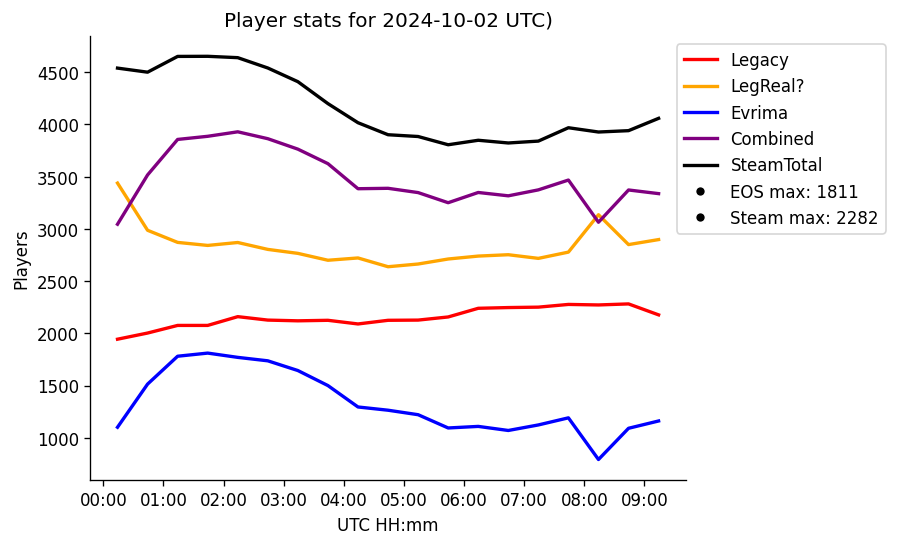 Player stats for 2024-10-02 UTC)
Legacy
LegReal?
Evrima
Combined
SteamTotal
EOS max: 1811
Steam max: 2282
Players
4500
4000
3500
3000
2500
2000
1500
1000
00:00 01:00 02:00 03:00 04:00 05:00 06:00 07:00 08:00 09:00
UTC HH:mm